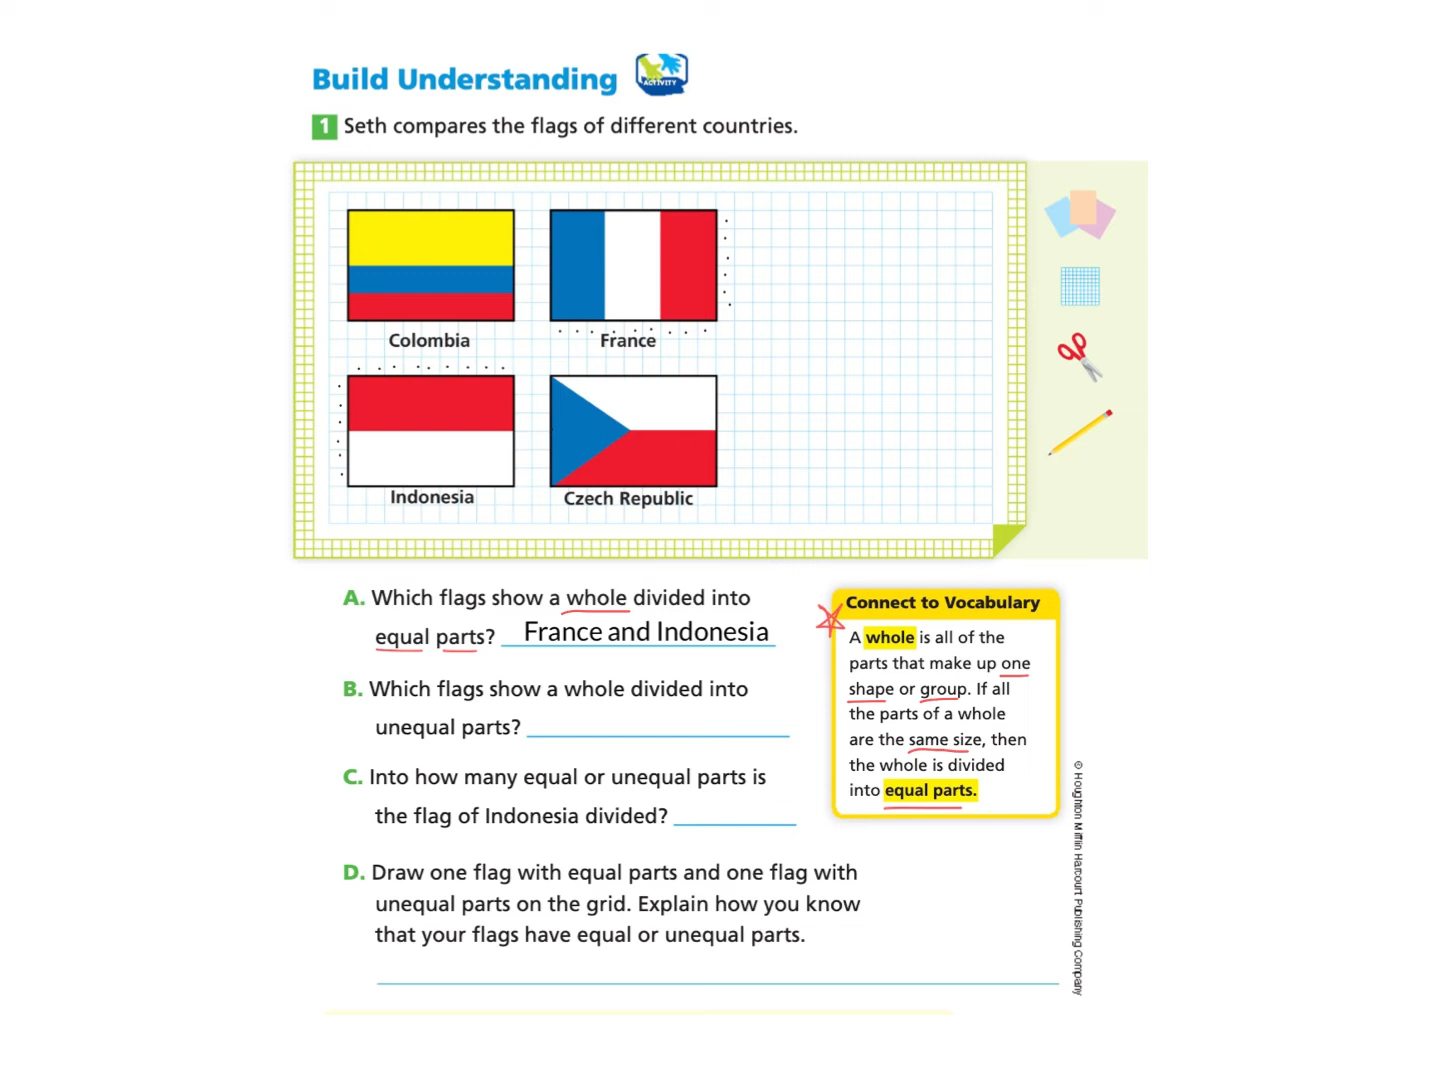 Build Understanding
ACTIVITY
1 Seth compares the flags of different countries.
Colombia
France
Indonesia
Czech Republic
A. Which flags show a whole divided into
equal parts? France and Indonesia
B. Which flags show a whole divided into
unequal parts?
C. Into how many equal or unequal parts is
the flag of Indonesia divided?
D. Draw one flag with equal parts and one flag with
unequal parts on the grid. Explain how you know
that your flags have equal or unequal parts.
Connect to Vocabulary
A whole is all of the
parts that make up one
shape or group. If all
the parts of a whole
are the same size, then
the whole is divided
into equal parts.
© Houghton Mifflin Harcourt Publishing Company